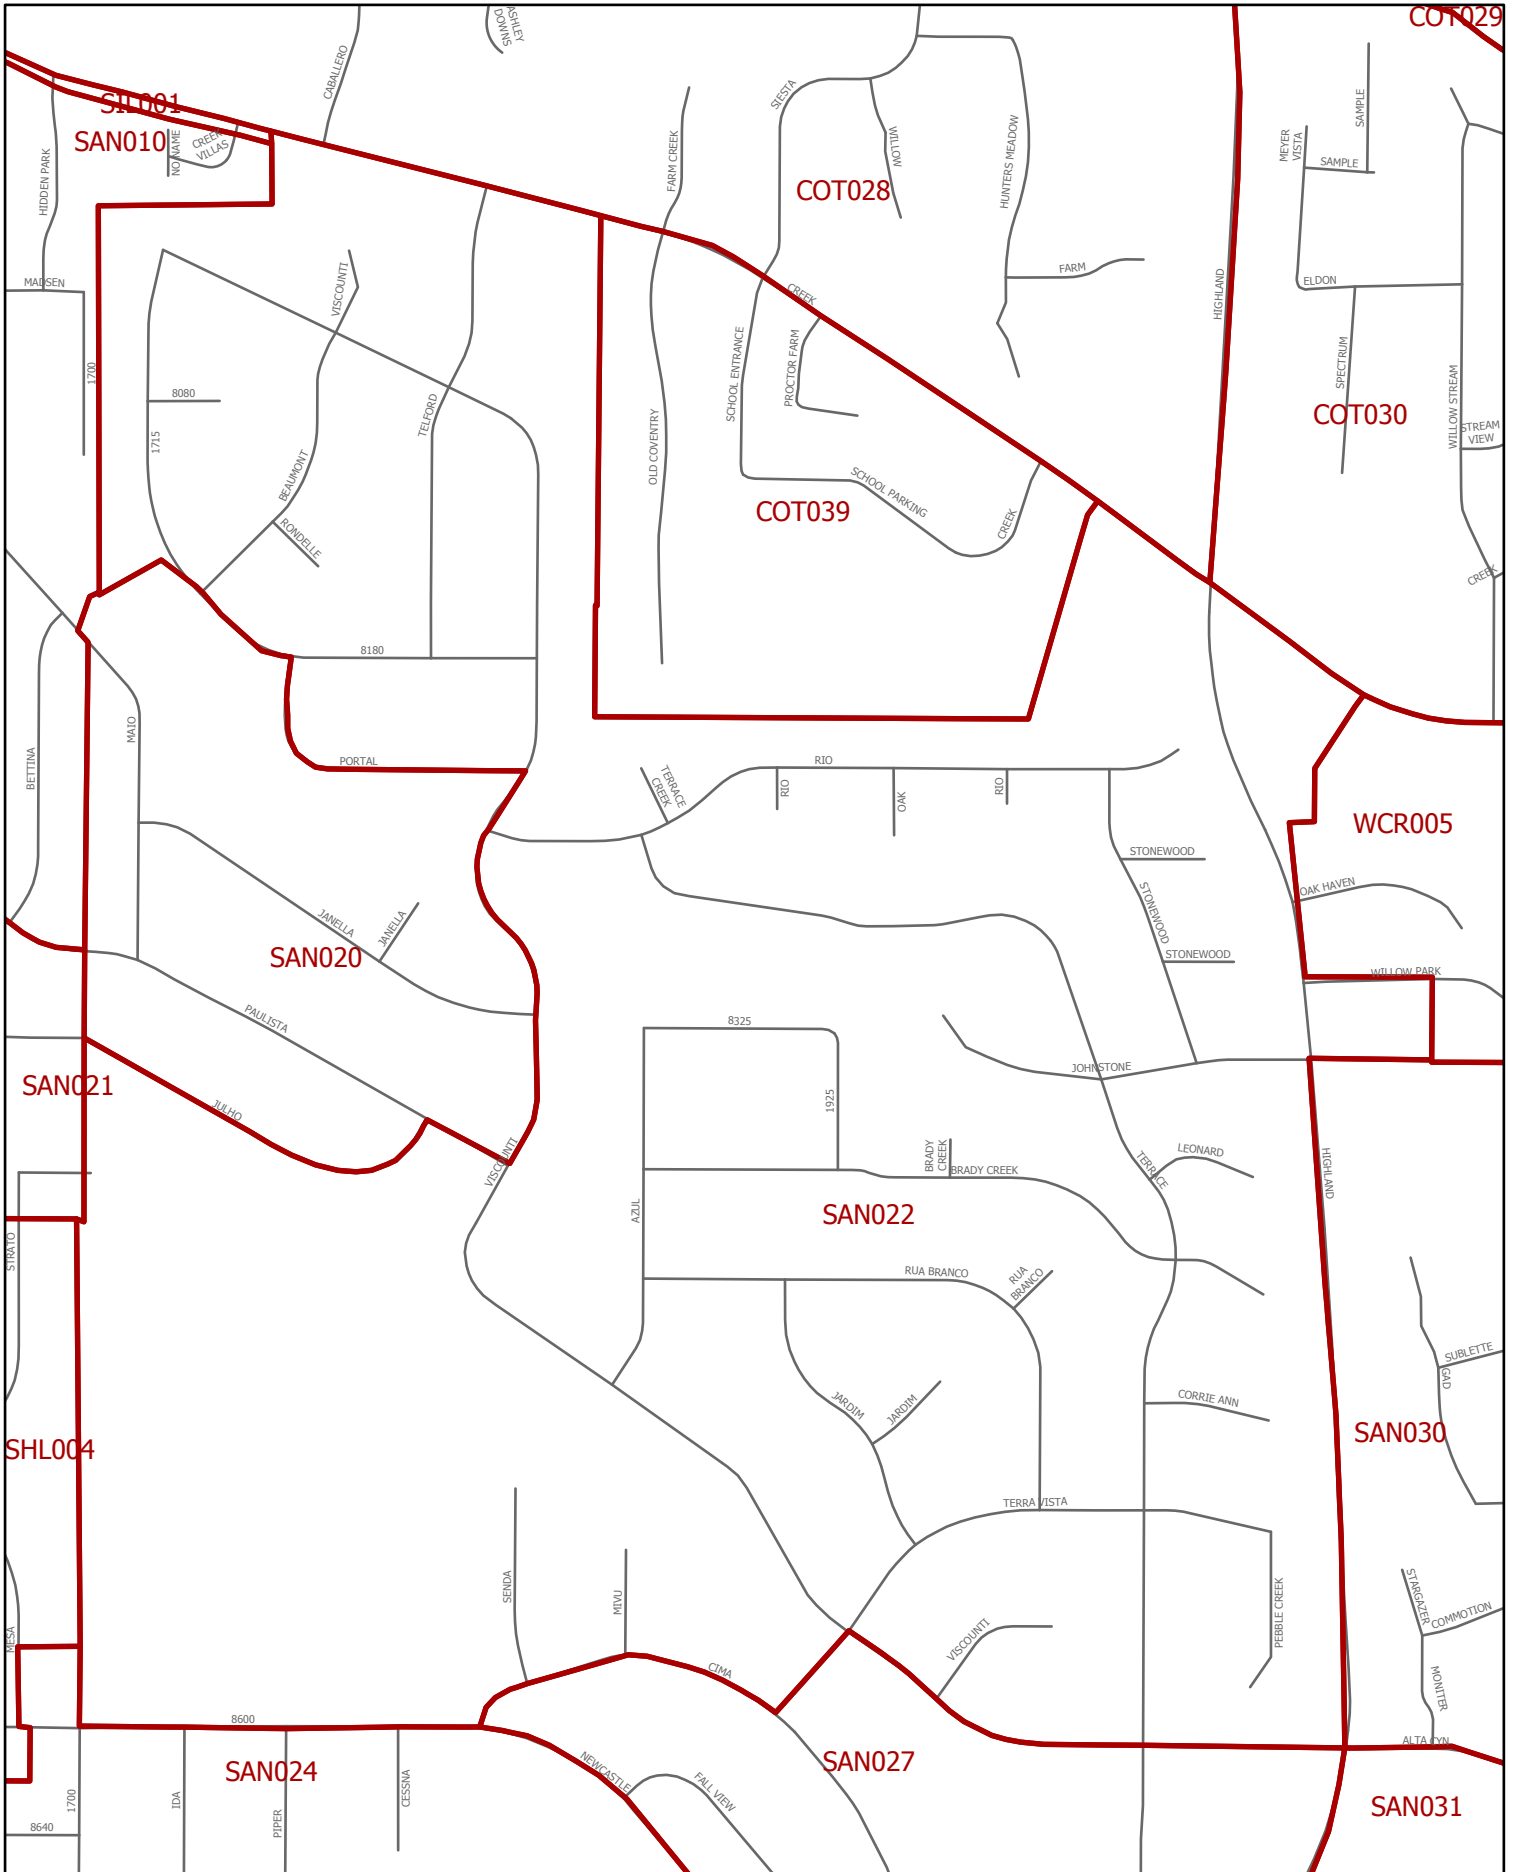 COT029
ASHLEY
DOWNS
CABALLERO
SIL001
SAN010
NO NAME
CREEK
VILLAS
HIDDEN PARK
FARM CREEK
SIESTA
WILLOW
HUNTERS MEADOW
COT028
MEYER
VISTA
SAMPLE
SAMPLE
MADSEN
1700
VISCOUNTI
FARM
CREEK
HIGHLAND
ELDON
SPECTRUM
SCHOOL ENTRANCE
PROCTOR FARM
8080
1715
TELFORD
OLD COVENTRY
WILLOW STREAM
COT030
STREAM
VIEW
BEAUMONT
RONDELLE
SCHOOL PARKING
COT039
CREEK
CREEK
8180
MAIO
BETTINA
PORTAL
RIO
TERRACE
CREEK
RIO
OAK
RIO
WCR005
STONEWOOD
STONEWOOD
STONEWOOD
OAK HAVEN
WILLOW PARK
JANELLA
JANELLA
SAN020
PAULISTA
8325
1925
JOHNSTONE
SAN021
JULHO
VISCOUNTI
BRADY
CREEK
BRADY CREEK
LEONARD
TERRACE
HIGHLAND
AZUL
SAN022
STRATO
RUA BRANCO
RUA
BRANCO
SUBLETTE
GAD
JARDIM
JARDIM
CORRIE ANN
SAN030
SHL004
TERRA VISTA
SENDA
MIVU
MESA
VISCOUNTI
PEBBLE CREEK
STARGAZER
COMMOTION
MONITER
CIMA
8600
ALTA CYN
SAN024
NEWCASTLE
FALL VIEW
SAN027
SAN031
1700
IDA
PIPER
CESSNA
8640